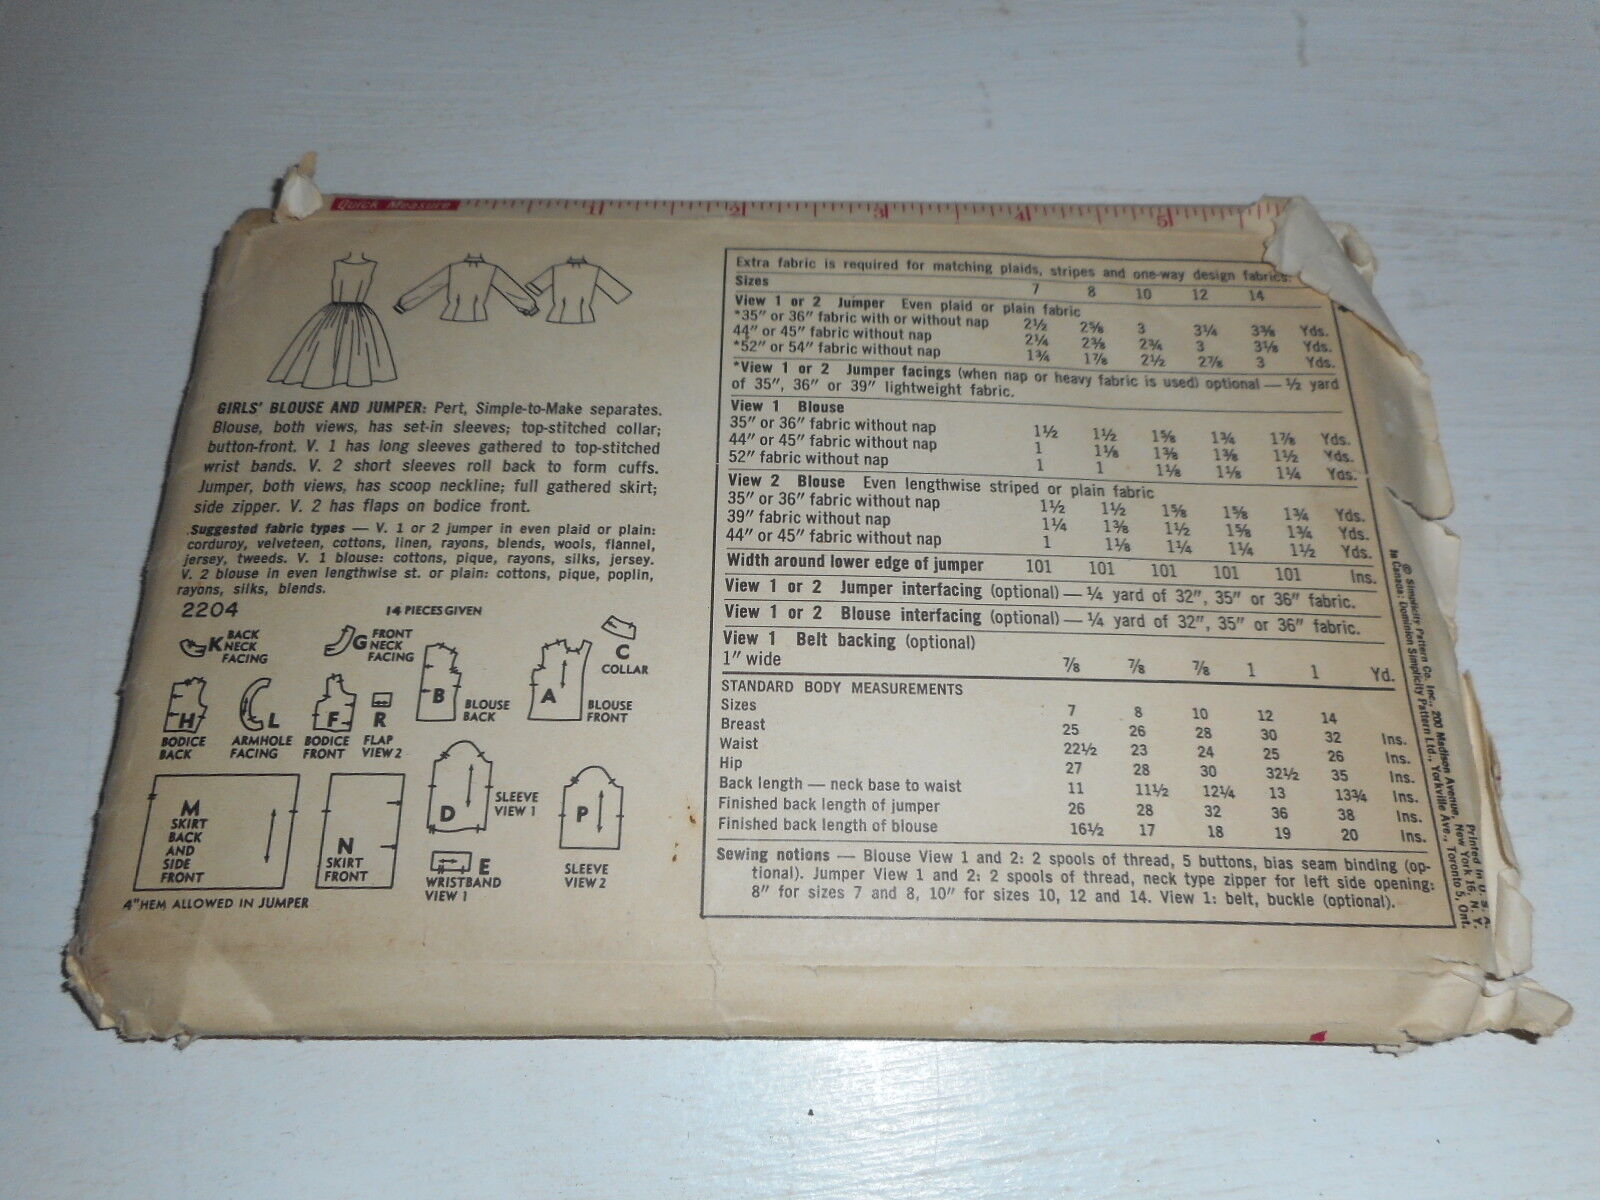 Quick Measure 1 2 3 4 5
GIRLS' BLOUSE AND JUMPER: Pert, Simple-to-Make separates.
Blouse, both views, has set-in sleeves; top-stitched collar;
button-front. V. 1 has long sleeves gathered to top-stitched
wrist bands. V. 2 short sleeves roll back to form cuffs.
Jumper, both views, has scoop neckline; full gathered skirt;
side zipper. V. 2 has flaps on bodice front.
Suggested fabric types — V. 1 or 2 jumper in even plaid or plain:
corduroy, velveteen, cottons, linen, rayons, blends, wools, flannel,
jersey, tweeds. V. 1 blouse: cottons, pique, rayons, silks, jersey.
V. 2 blouse in even lengthwise st. or plain: cottons, pique, poplin,
rayons, silks, blends.
2204 14 PIECES GIVEN
K BACK
NECK
FACING
G FRONT
NECK
FACING
B
BLOUSE
BACK
A
BLOUSE
FRONT
C
COLLAR
H
BODICE
BACK
L
ARMHOLE
FACING
F
BODICE
FRONT
R
FLAP
VIEW 2
M
SKIRT
BACK
AND
SIDE
FRONT
N
SKIRT
FRONT
D
SLEEVE
VIEW 1
E
WRISTBAND
VIEW 1
P
SLEEVE
VIEW 2
4" HEM ALLOWED IN JUMPER
Extra fabric is required for matching plaids, stripes and one-way design fabrics.
Sizes 7 8 10 12 14
View 1 or 2 Jumper Even plaid or plain fabric
*35" or 36" fabric with or without nap 2½ 2⅝ 3 3¼ 3⅜ Yds.
44" or 45" fabric without nap 2¼ 2⅜ 2¾ 3 3⅛ Yds.
*52" or 54" fabric without nap 1¾ 1⅞ 2½ 2⅞ 3 Yds.
*View 1 or 2 Jumper facings (when nap or heavy fabric is used) optional — ½ yard
of 35", 36" or 39" lightweight fabric.
View 1 Blouse
35" or 36" fabric without nap 1½ 1½ 1⅝ 1¾ 1⅞ Yds.
44" or 45" fabric without nap 1 1⅛ 1⅜ 1⅜ 1½ Yds.
52" fabric without nap 1 1 1⅛ 1⅛ 1¼ Yds.
View 2 Blouse Even lengthwise striped or plain fabric
35" or 36" fabric without nap 1½ 1½ 1⅝ 1⅝ 1¾ Yds.
39" fabric without nap 1¼ 1⅜ 1½ 1⅝ 1¾ Yds.
44" or 45" fabric without nap 1 1⅛ 1¼ 1¼ 1½ Yds.
Width around lower edge of jumper 101 101 101 101 101 Ins.
View 1 or 2 Jumper interfacing (optional) — ¼ yard of 32", 35" or 36" fabric.
View 1 or 2 Blouse interfacing (optional) — ¼ yard of 32", 35" or 36" fabric.
View 1 Belt backing (optional)
1" wide ⅞ ⅞ ⅞ 1 1 Yd.
STANDARD BODY MEASUREMENTS
Sizes 7 8 10 12 14
Breast 25 26 28 30 32 Ins.
Waist 22½ 23 24 25 26 Ins.
Hip 27 28 30 32½ 35 Ins.
Back length — neck base to waist 11 11½ 12¼ 13 13¾ Ins.
Finished back length of jumper 26 28 32 36 38 Ins.
Finished back length of blouse 16½ 17 18 19 20 Ins.
Sewing notions — Blouse View 1 and 2: 2 spools of thread, 5 buttons, bias seam binding (op-
tional). Jumper View 1 and 2: 2 spools of thread, neck type zipper for left side opening:
8" for sizes 7 and 8, 10" for sizes 10, 12 and 14. View 1: belt, buckle (optional).
Printed in U. S. A.
© Simplicity Pattern Co. Inc., 200 Madison Avenue, New York 16, N. Y.
In Canada: Dominion Simplicity Pattern Ltd., Yorkville Ave., Toronto 5, Ont.